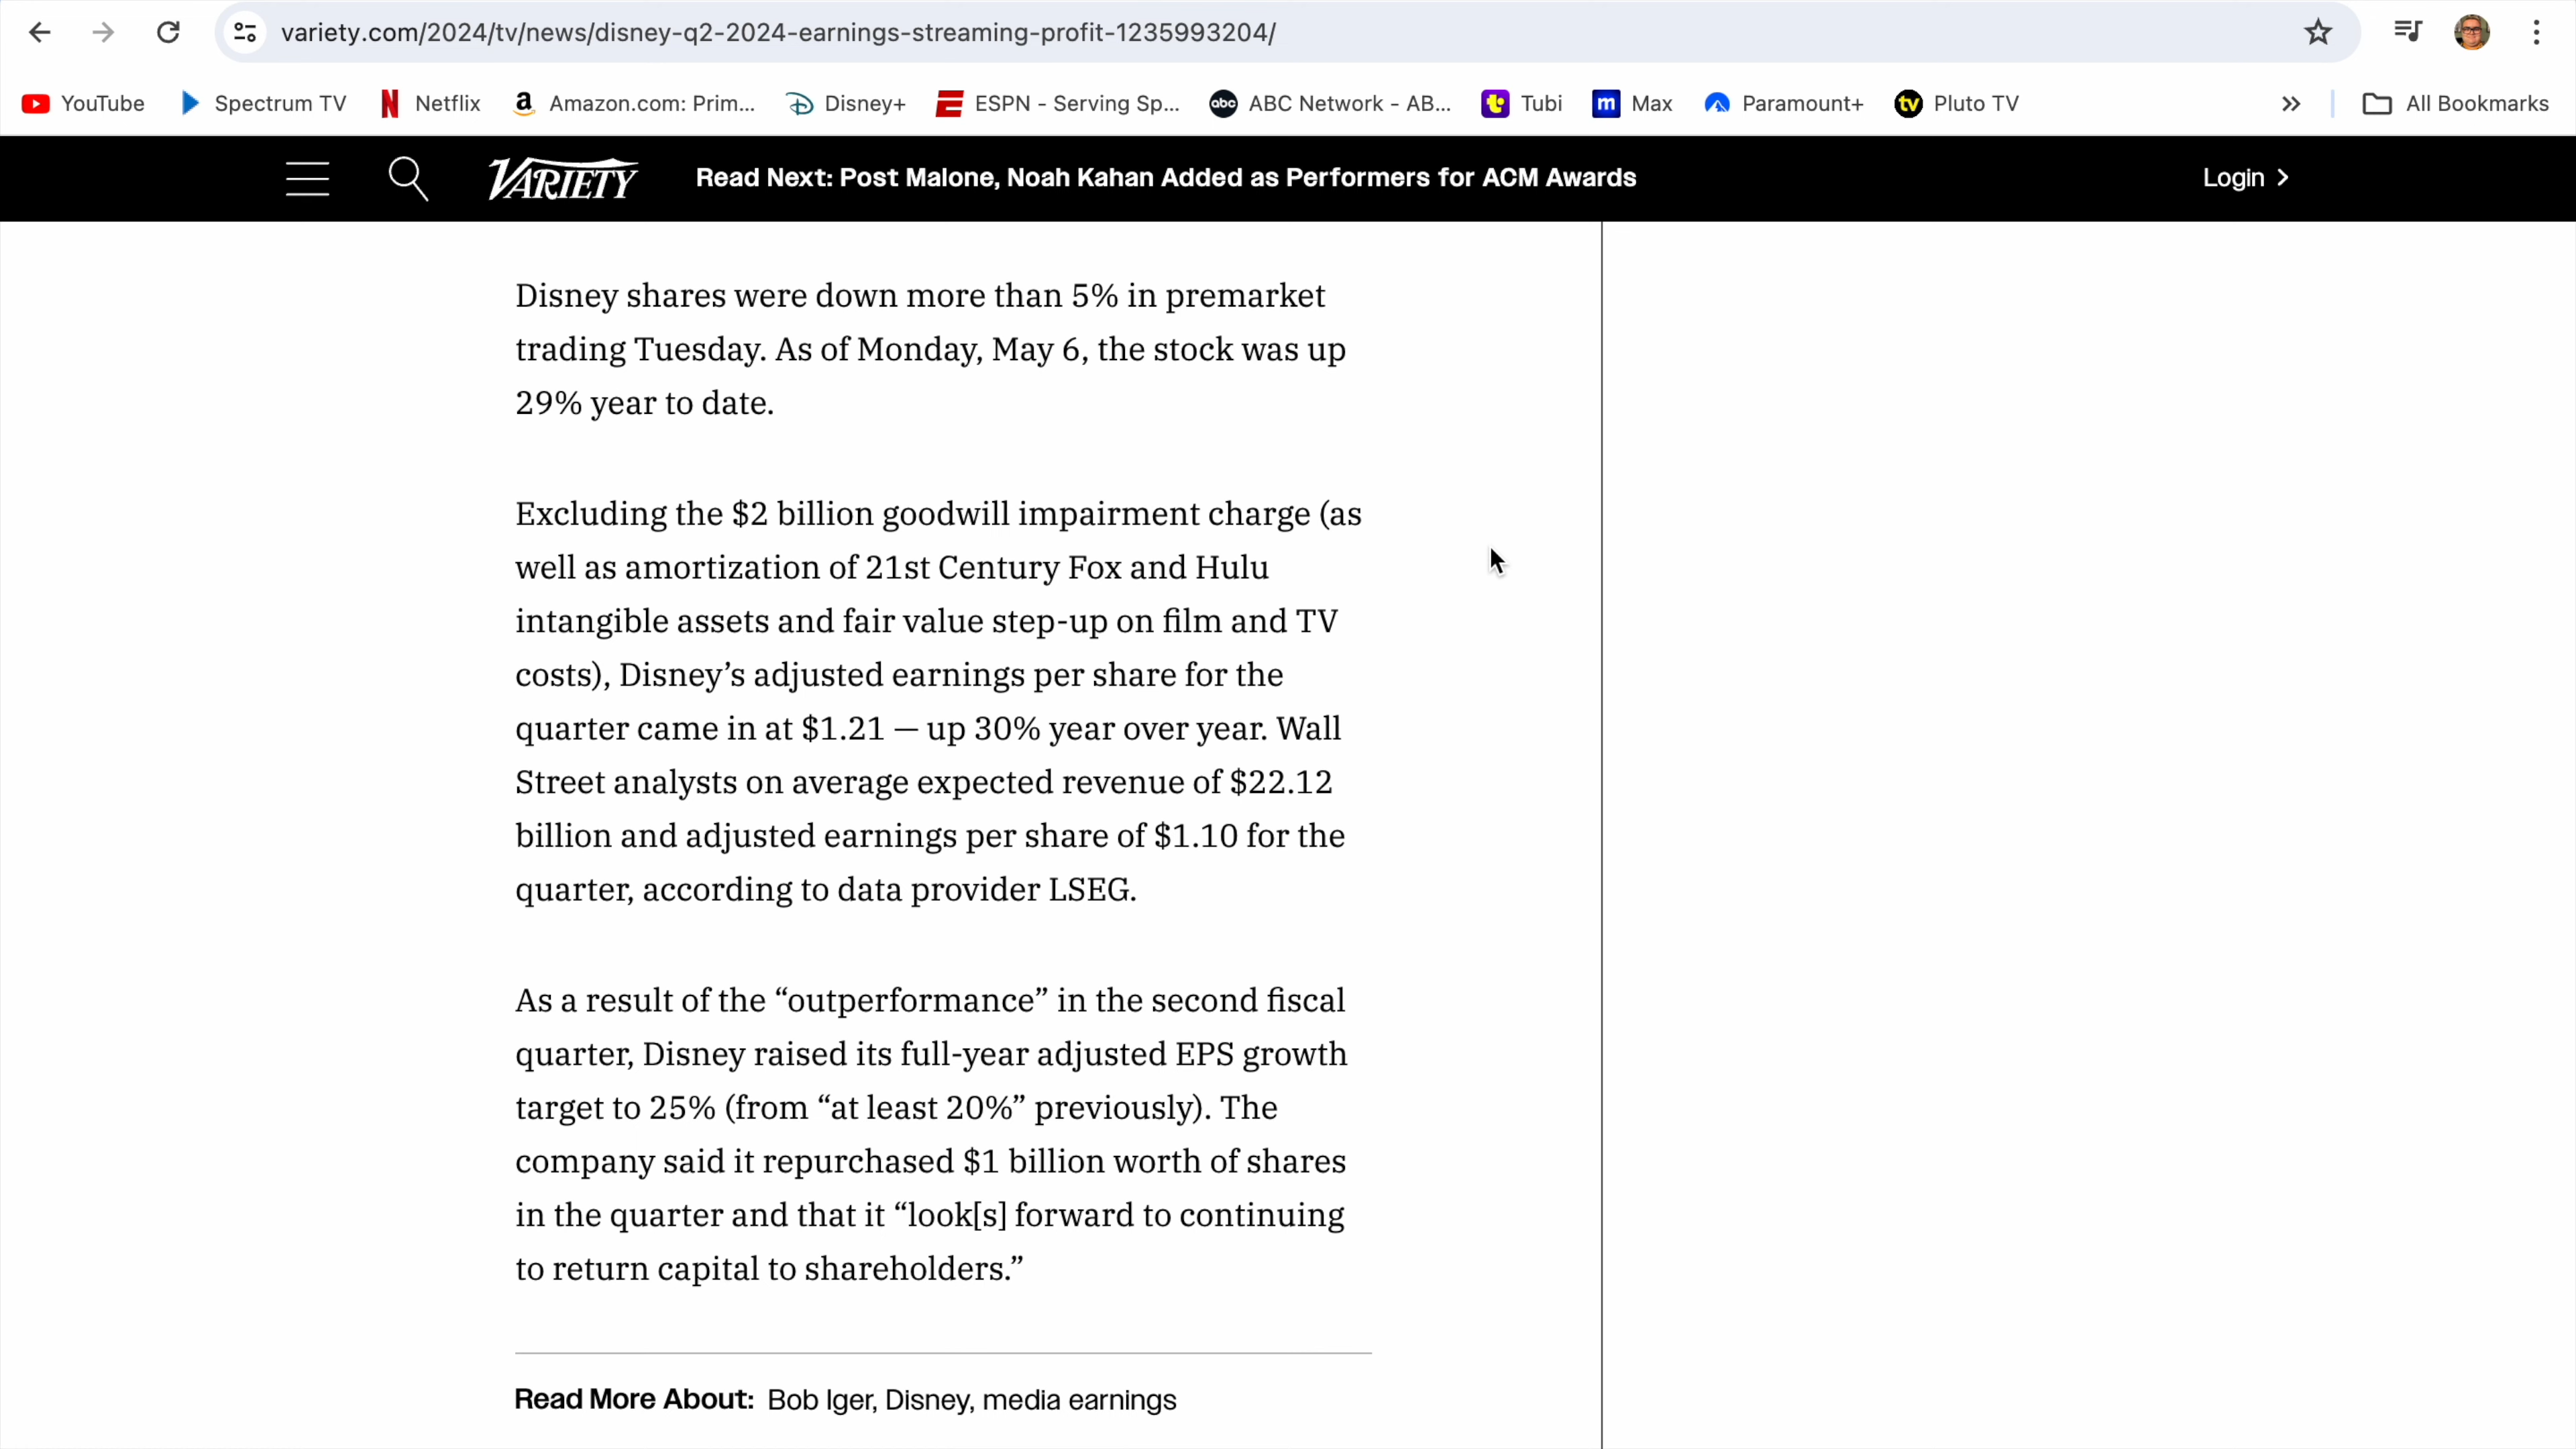 variety.com/2024/tv/news/disney-q2-2024-earnings-streaming-profit-1235993204/
YouTube Spectrum TV Netflix Amazon.com: Prim... Disney+ ESPN - Serving Sp... ABC Network - AB... Tubi Max Paramount+ Pluto TV All Bookmarks
VARIETY Read Next: Post Malone, Noah Kahan Added as Performers for ACM Awards Login
Disney shares were down more than 5% in premarket
trading Tuesday. As of Monday, May 6, the stock was up
29% year to date.
Excluding the $2 billion goodwill impairment charge (as
well as amortization of 21st Century Fox and Hulu
intangible assets and fair value step-up on film and TV
costs), Disney’s adjusted earnings per share for the
quarter came in at $1.21 — up 30% year over year. Wall
Street analysts on average expected revenue of $22.12
billion and adjusted earnings per share of $1.10 for the
quarter, according to data provider LSEG.
As a result of the “outperformance” in the second fiscal
quarter, Disney raised its full-year adjusted EPS growth
target to 25% (from “at least 20%” previously). The
company said it repurchased $1 billion worth of shares
in the quarter and that it “look[s] forward to continuing
to return capital to shareholders.”
Read More About: Bob Iger, Disney, media earnings